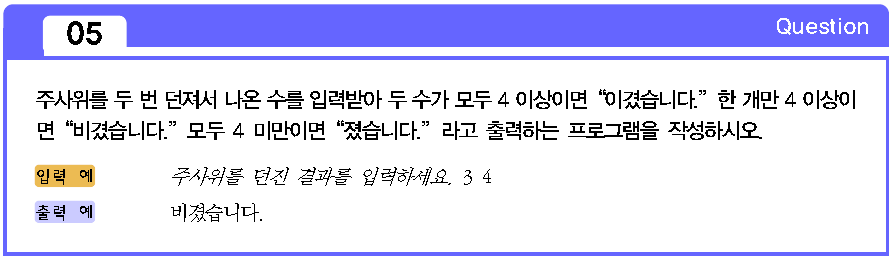 05
Question
주사위를 두 번 던져서 나온 수를 입력받아 두 수가 모두 4 이상이면 “이겼습니다.” 한 개만 4 이상이
면 “비겼습니다.” 모두 4 미만이면 “졌습니다.” 라고 출력하는 프로그램을 작성하시오.
입력 예 주사위를 던진 결과를 입력하세요. 3 4
출력 예 비겼습니다.